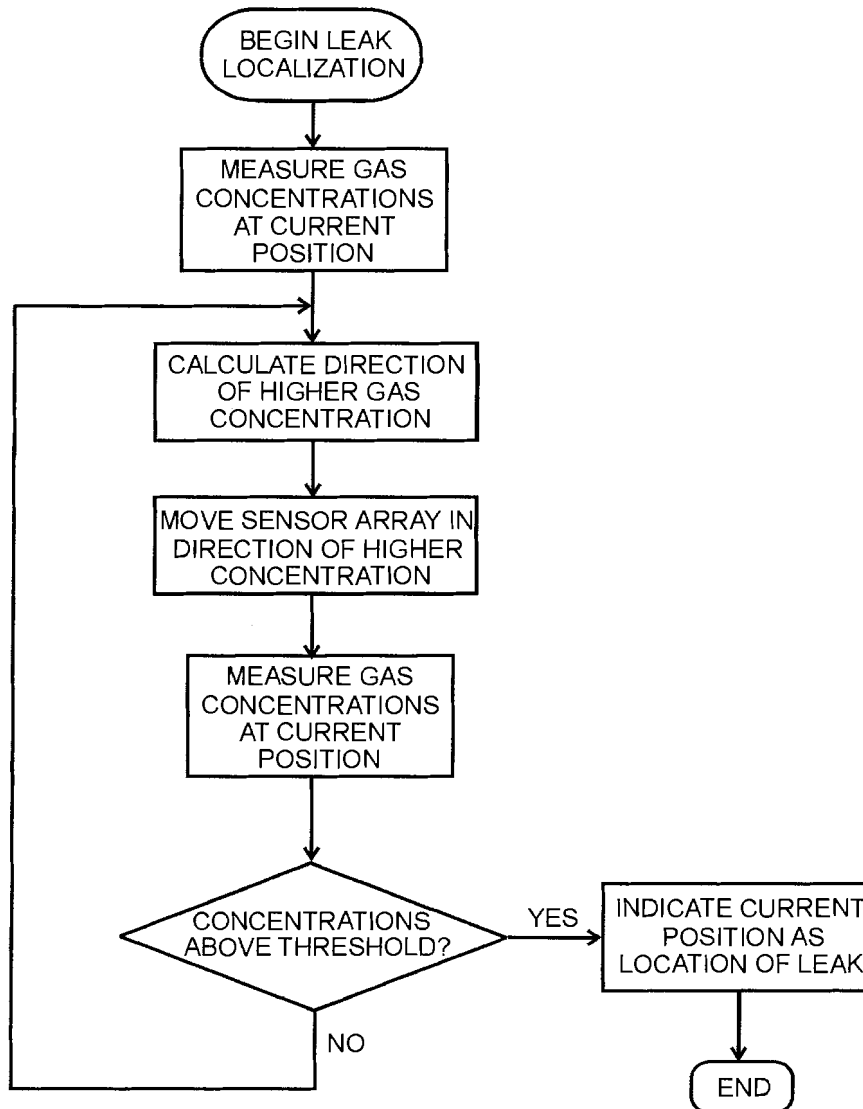 BEGIN LEAK
LOCALIZATION
MEASURE GAS
CONCENTRATIONS
AT CURRENT
POSITION
CALCULATE DIRECTION
OF HIGHER GAS
CONCENTRATION
MOVE SENSOR ARRAY IN
DIRECTION OF HIGHER
CONCENTRATION
MEASURE GAS
CONCENTRATIONS
AT CURRENT
POSITION
CONCENTRATIONS
ABOVE THRESHOLD?
YES
INDICATE CURRENT
POSITION AS
LOCATION OF LEAK
NO
END